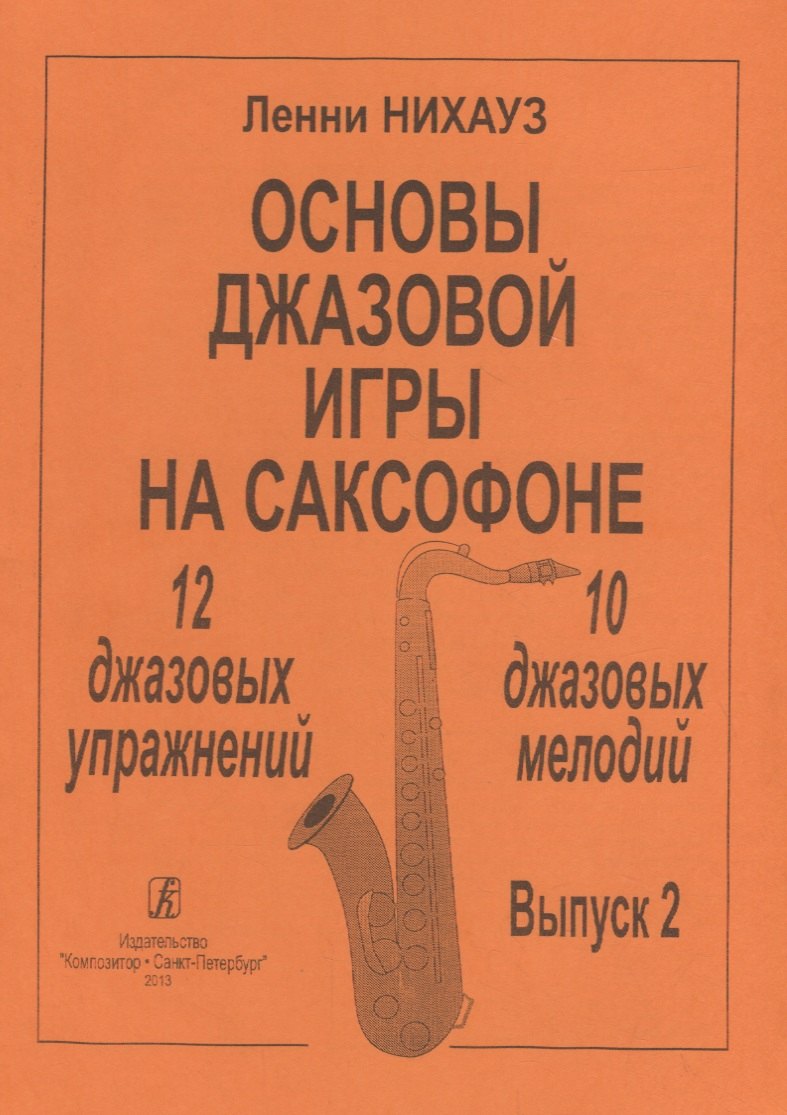 Ленни НИХАУЗ
ОСНОВЫ
ДЖАЗОВОЙ
ИГРЫ
НА САКСОФОНЕ
12
джазовых
упражнений
10
джазовых
мелодий
Выпуск 2
Издательство
"Композитор • Санкт-Петербург"
2013